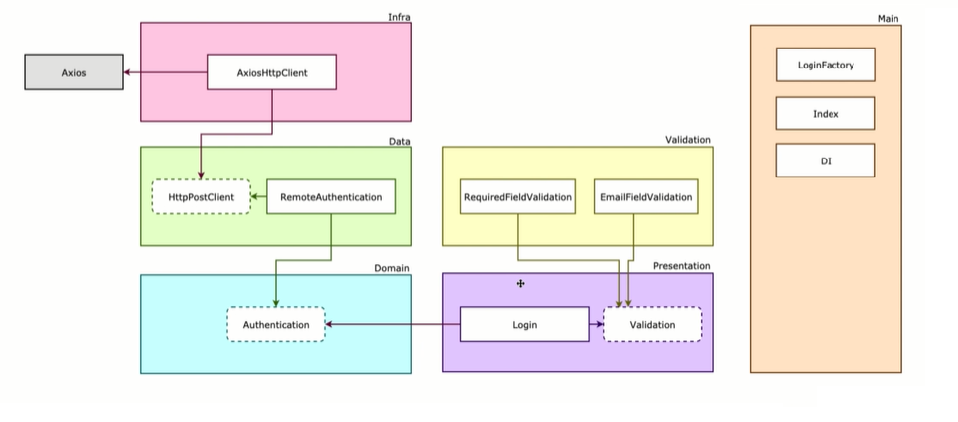 Infra
Main
Axios
AxiosHttpClient
LoginFactory
Index
Data
Validation
DI
HttpPostClient
RemoteAuthentication
RequiredFieldValidation
EmailFieldValidation
Domain
Presentation
Authentication
Login
Validation